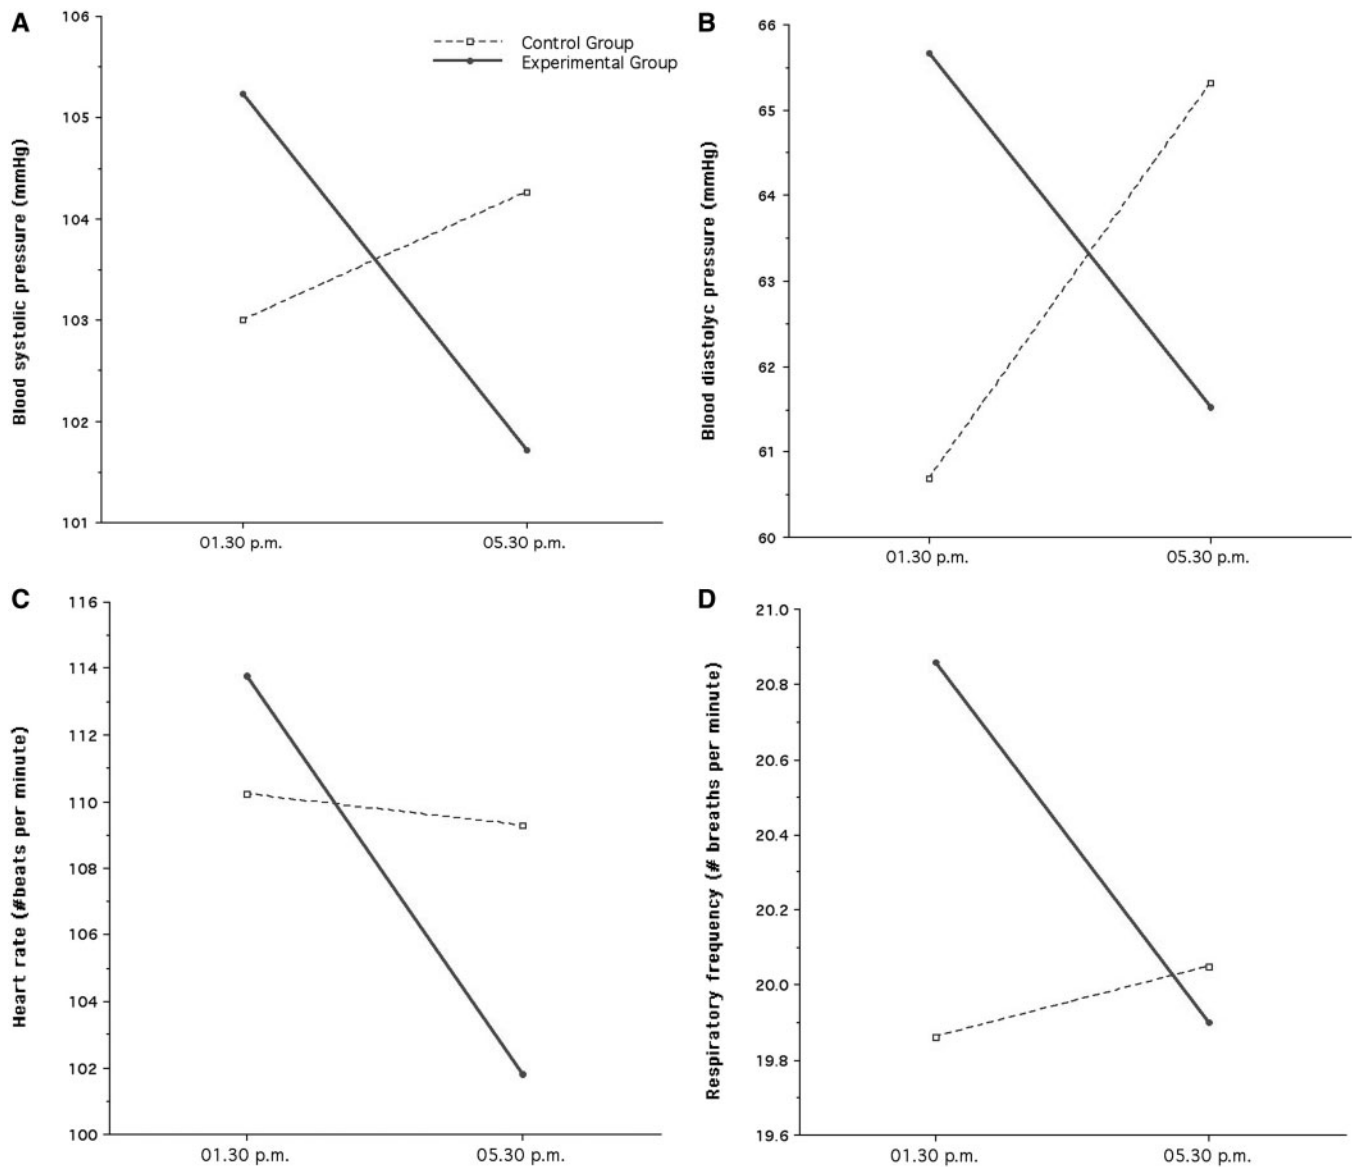 A
106
105
104
103
102
101
Blood systolic pressure (mmHg)
Control Group
Experimental Group
01.30 p.m.
05.30 p.m.
B
66
65
64
63
62
61
60
Blood diastolyc pressure (mmHg)
01.30 p.m.
05.30 p.m.
C
116
114
112
110
108
106
104
102
100
Heart rate (#beats per minute)
01.30 p.m.
05.30 p.m.
D
21.0
20.8
20.6
20.4
20.2
20.0
19.8
19.6
Respiratory frequency (# breaths per minute)
01.30 p.m.
05.30 p.m.